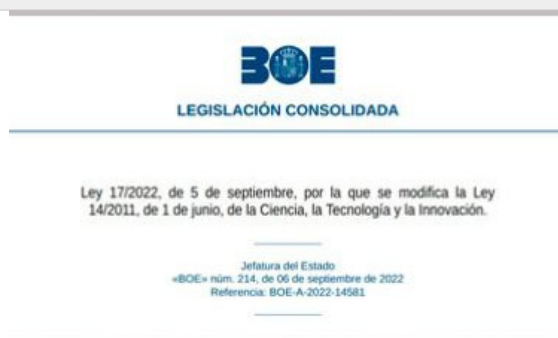 BOE
LEGISLACIÓN CONSOLIDADA
Ley 17/2022, de 5 de septiembre, por la que se modifica la Ley
14/2011, de 1 de junio, de la Ciencia, la Tecnología y la Innovación.
Jefatura del Estado
«BOE» núm. 214, de 06 de septiembre de 2022
Referencia: BOE-A-2022-14581